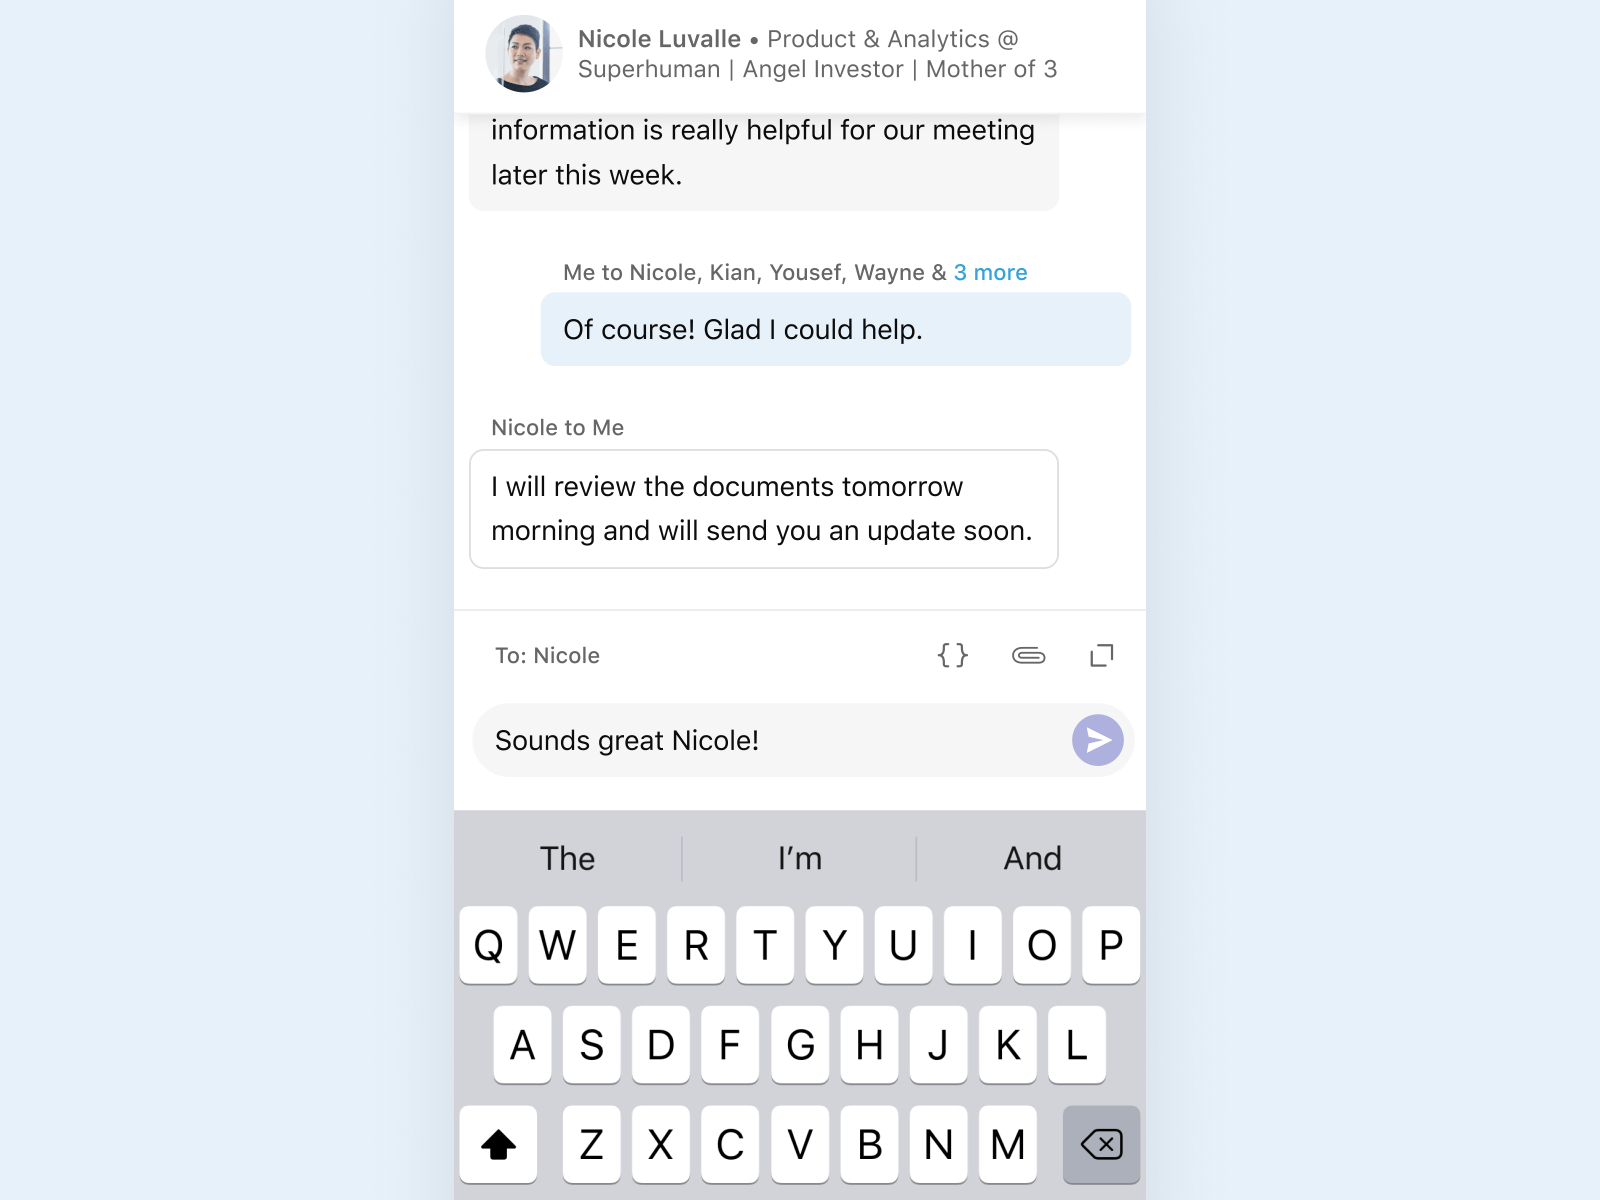 Nicole Luvalle • Product & Analytics @
Superhuman | Angel Investor | Mother of 3
information is really helpful for our meeting
later this week.
Me to Nicole, Kian, Yousef, Wayne & 3 more
Of course! Glad I could help.
Nicole to Me
I will review the documents tomorrow
morning and will send you an update soon.
To: Nicole { }
Sounds great Nicole!
The I’m And
Q W E R T Y U I O P
A S D F G H J K L
Z X C V B N M